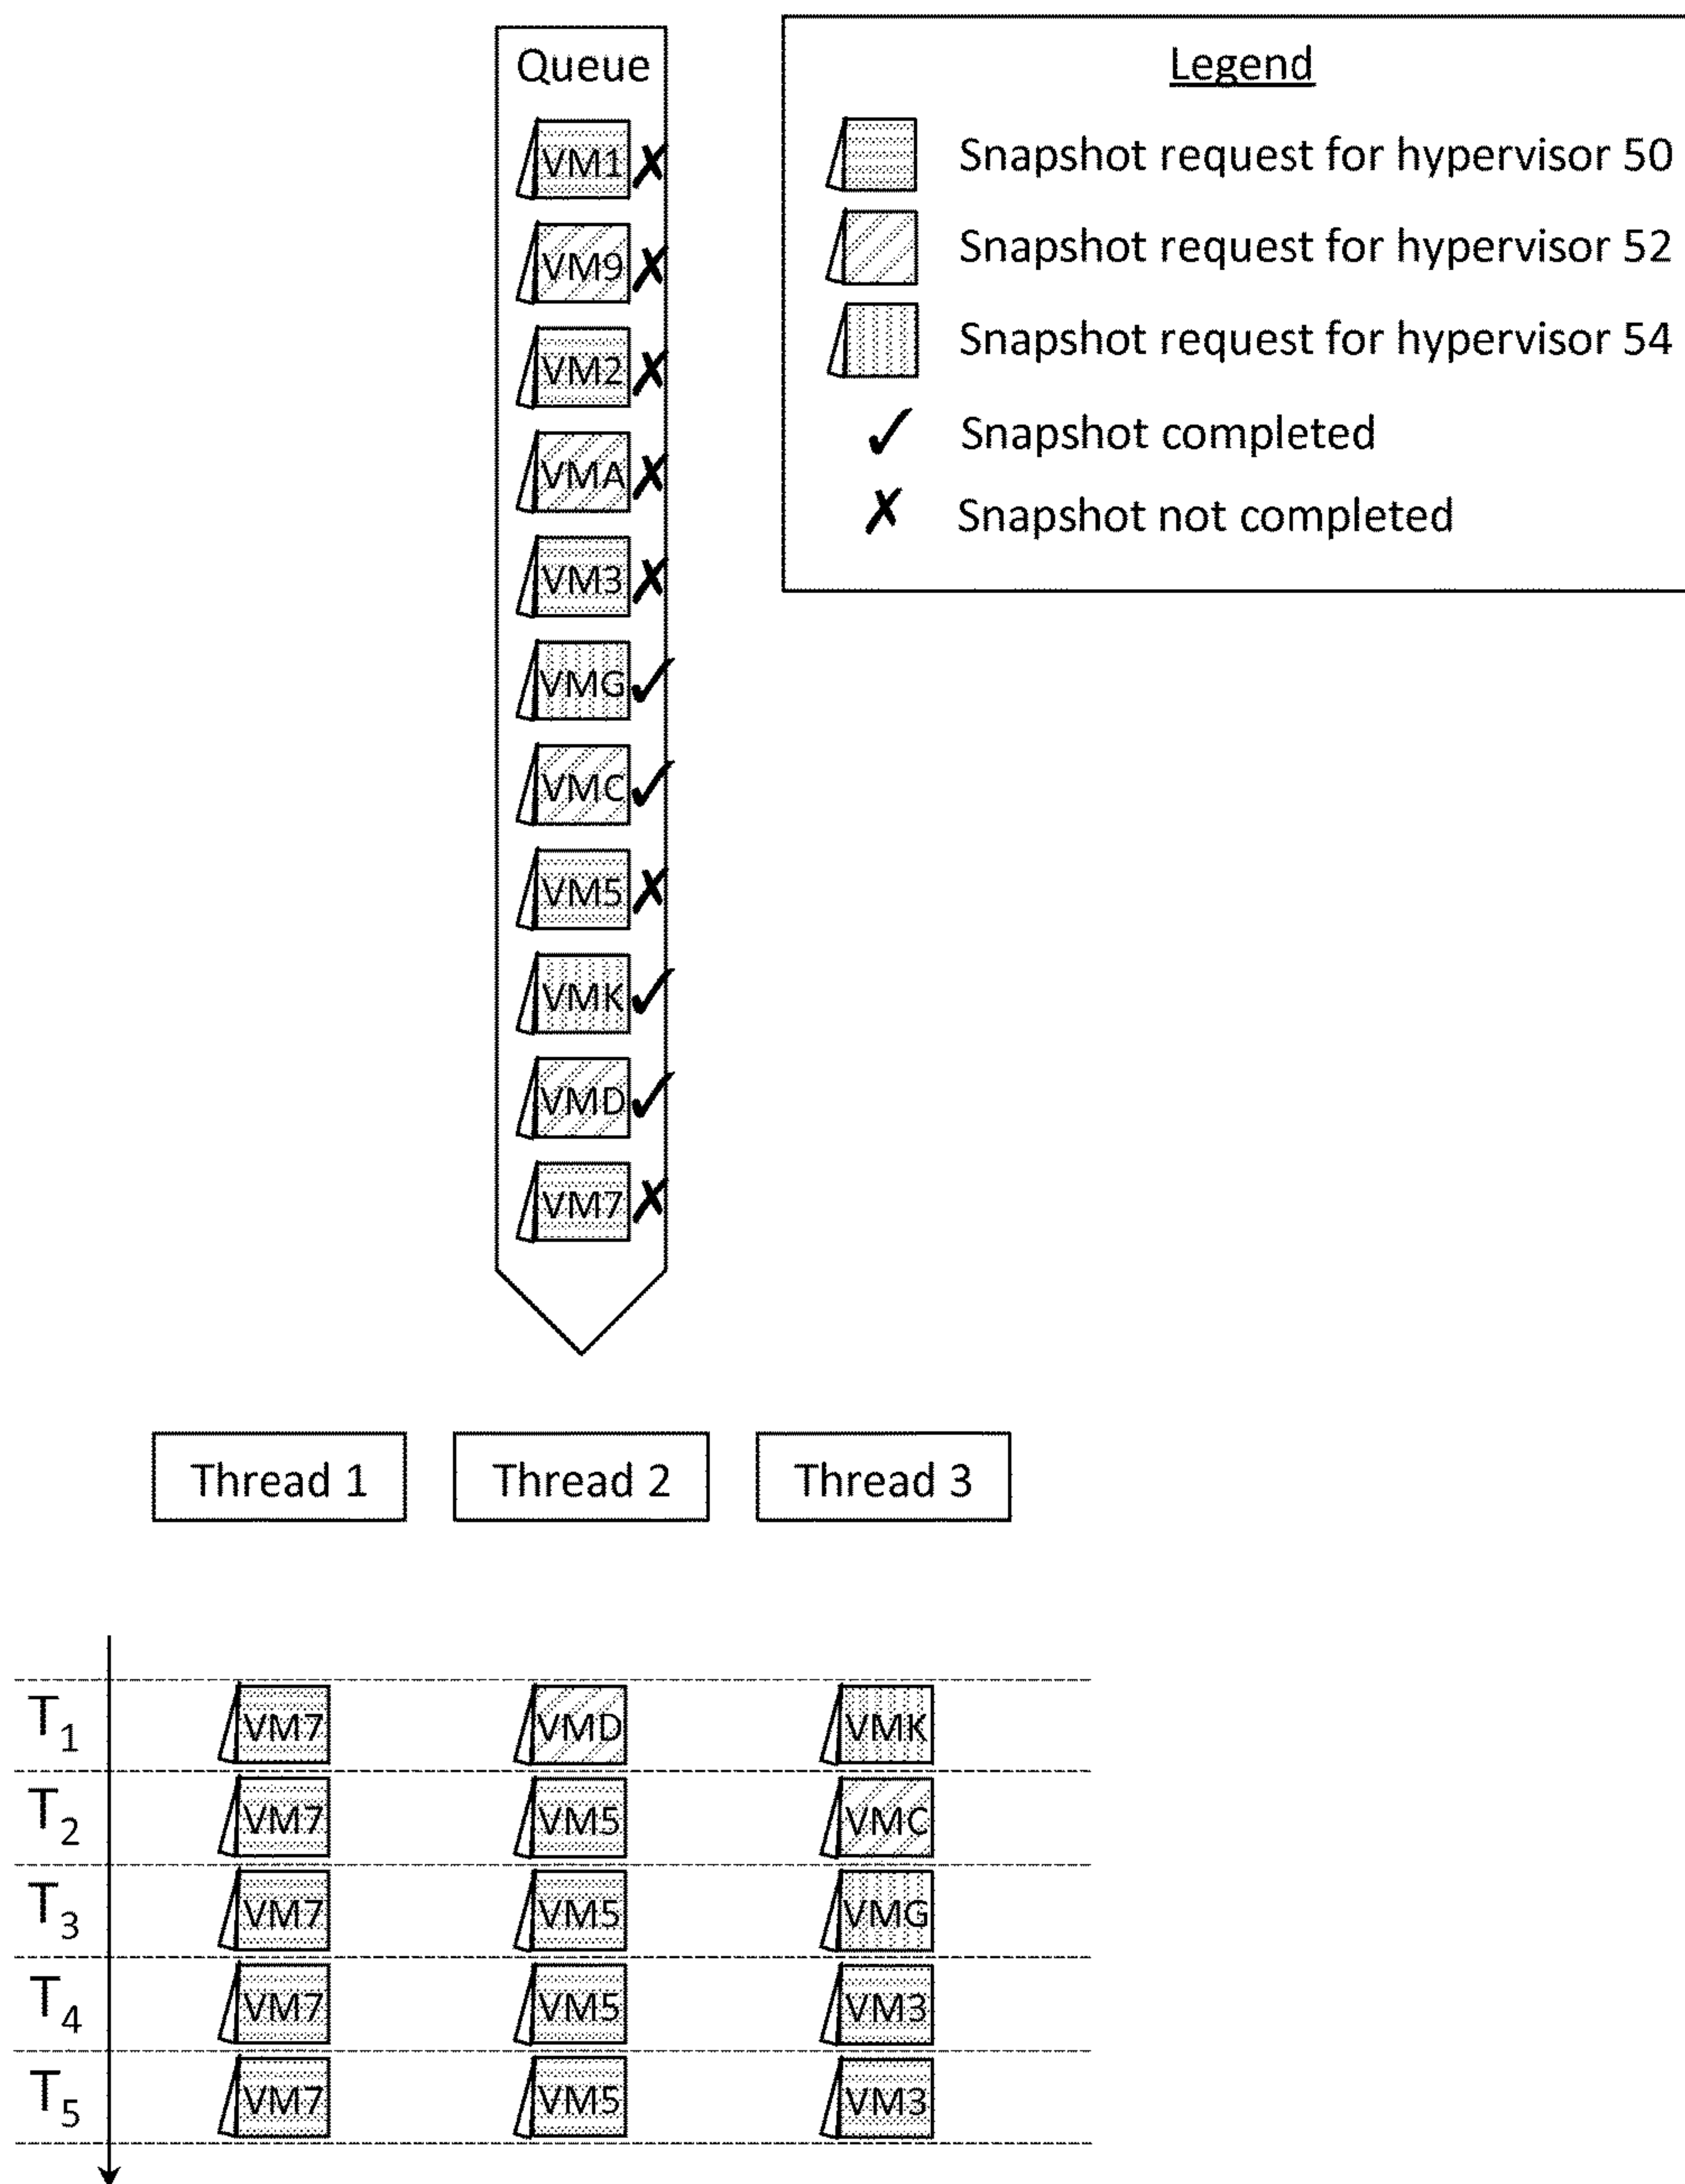 Queue
VM1 ✗
VM9 ✗
VM2 ✗
VMA ✗
VM3 ✗
VMG ✓
VMC ✓
VM5 ✗
VMK ✓
VMD ✓
VM7 ✗
Legend
Snapshot request for hypervisor 50
Snapshot request for hypervisor 52
Snapshot request for hypervisor 54
✓ Snapshot completed
✗ Snapshot not completed
Thread 1 Thread 2 Thread 3
T1 VM7 VMD VMK
T2 VM7 VM5 VMC
T3 VM7 VM5 VMG
T4 VM7 VM5 VM3
T5 VM7 VM5 VM3